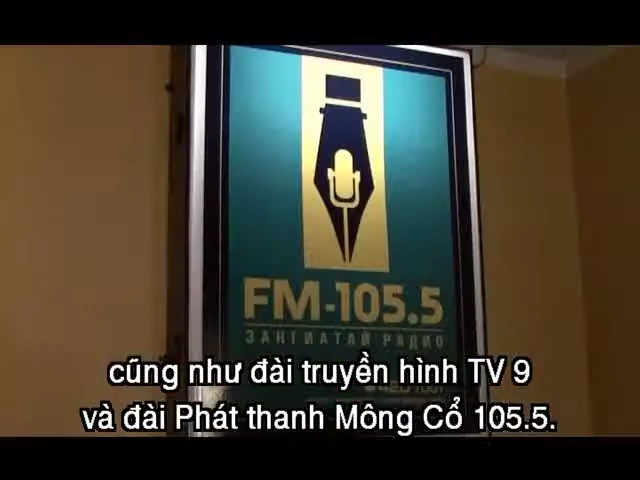 FM-105.5
ЗАНГИАТАЙ РАДИО
cũng như đài truyền hình TV 9
và đài Phát thanh Mông Cổ 105.5.